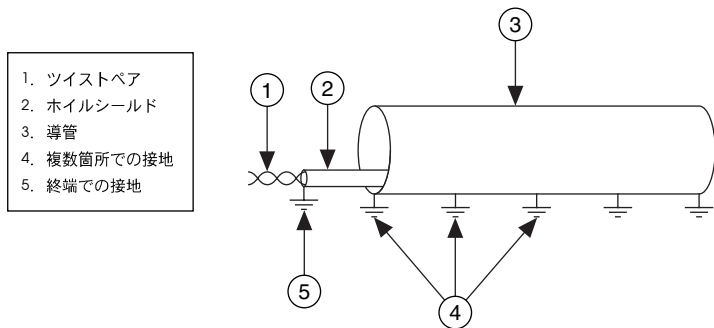 1. ツイストペア
2. ホイルシールド
3. 導管
4. 複数箇所での接地
5. 終端での接地
3
1
2
5
4